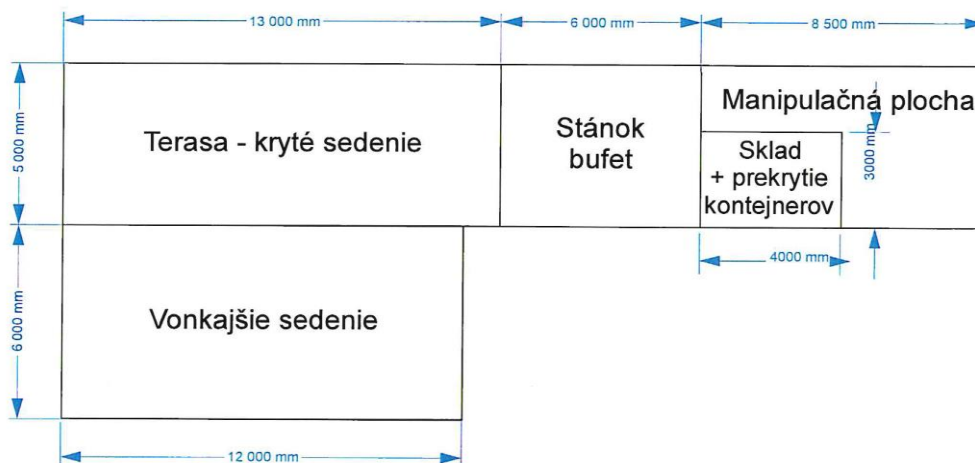 13 000 mm
6 000 mm
8 500 mm
5 000 mm
Terasa - kryté sedenie
Stánok
bufet
Manipulačná plocha
Sklad
+ prekrytie
kontejnerov
3000 mm
4000 mm
6 000 mm
Vonkajšie sedenie
12 000 mm